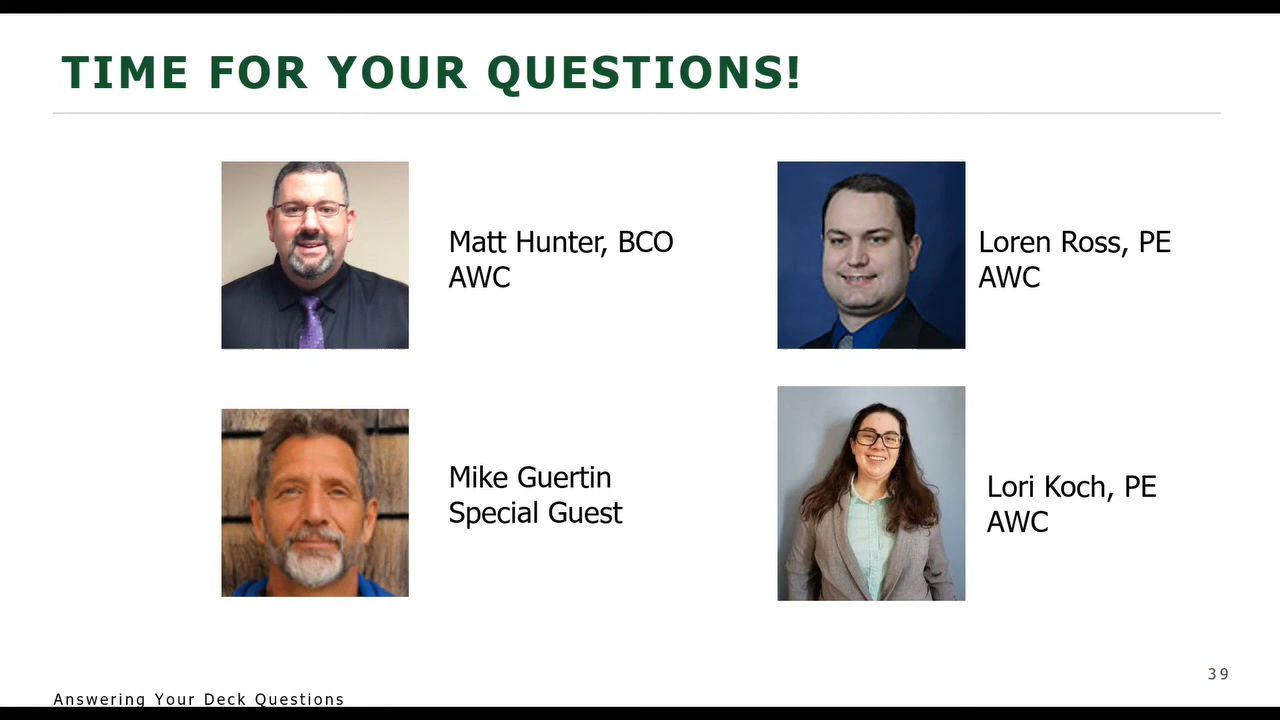 TIME FOR YOUR QUESTIONS!
Matt Hunter, BCO
AWC
Loren Ross, PE
AWC
Mike Guertin
Special Guest
Lori Koch, PE
AWC
39
Answering Your Deck Questions